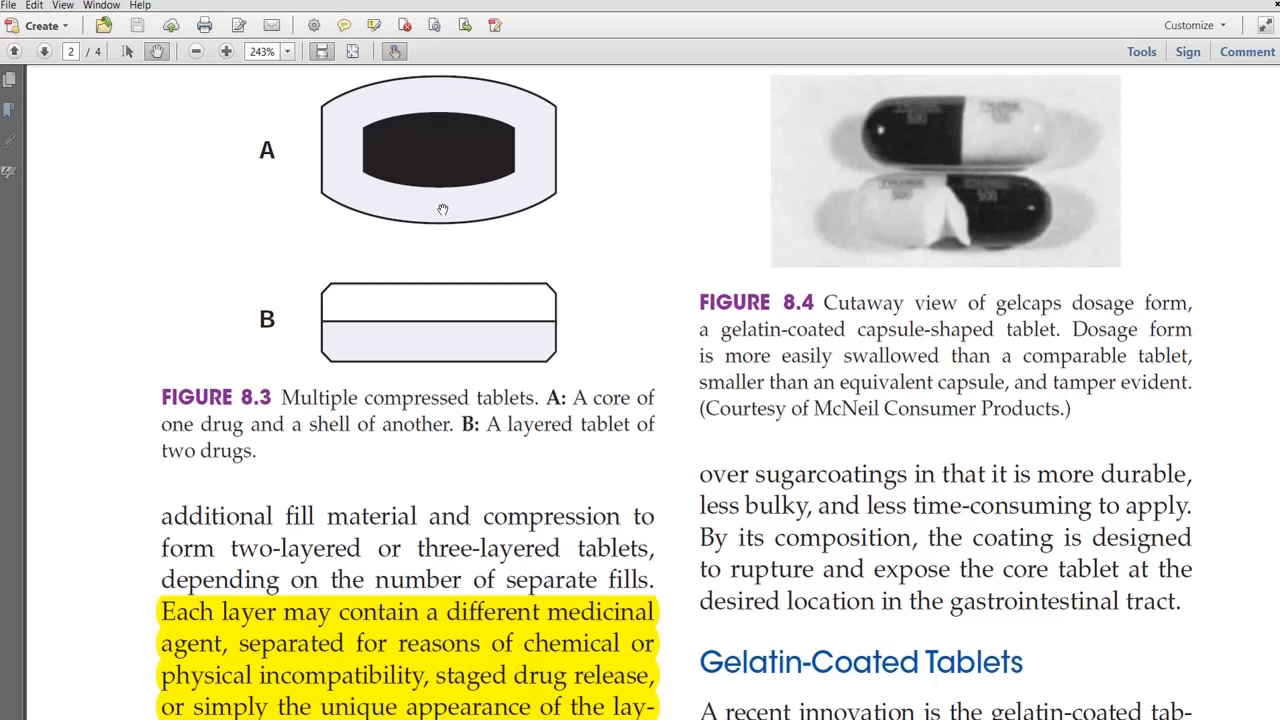 File Edit View Window Help
Create
Customize
2 / 4
243%
Tools Sign Comment
A
B
FIGURE 8.3 Multiple compressed tablets. A: A core of
one drug and a shell of another. B: A layered tablet of
two drugs.
additional fill material and compression to
form two-layered or three-layered tablets,
depending on the number of separate fills.
Each layer may contain a different medicinal
agent, separated for reasons of chemical or
physical incompatibility, staged drug release,
or simply the unique appearance of the lay-
500
500
500
FIGURE 8.4 Cutaway view of gelcaps dosage form,
a gelatin-coated capsule-shaped tablet. Dosage form
is more easily swallowed than a comparable tablet,
smaller than an equivalent capsule, and tamper evident.
(Courtesy of McNeil Consumer Products.)
over sugarcoatings in that it is more durable,
less bulky, and less time-consuming to apply.
By its composition, the coating is designed
to rupture and expose the core tablet at the
desired location in the gastrointestinal tract.
Gelatin-Coated Tablets
A recent innovation is the gelatin-coated tab-